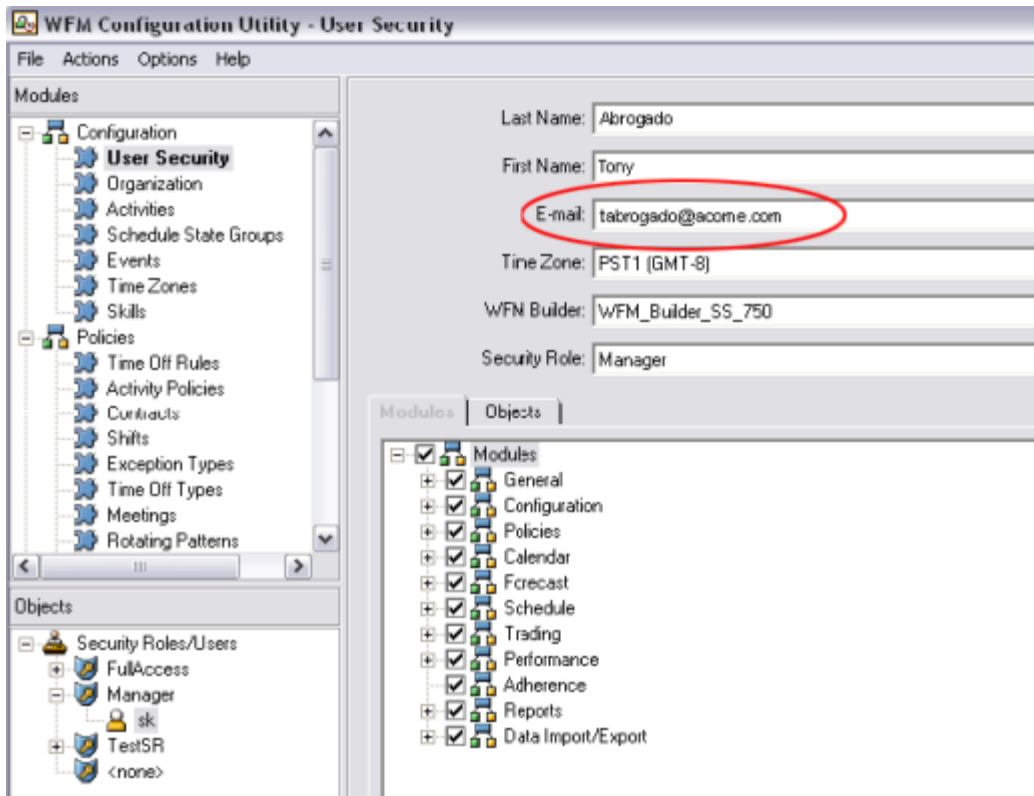 WFM Configuration Utility - User Security
File Actions Options Help
Modules
Configuration
User Security
Organization
Activities
Schedule State Groups
Events
Time Zones
Skills
Policies
Time Off Rules
Activity Policies
Contracts
Shifts
Exception Types
Time Off Types
Meetings
Rotating Patterns
Objects
Security Roles/Users
FullAccess
Manager
sk
TestSR
<none>
Last Name: Abrogado
First Name: Tony
E-mail: tabrogado@acome.com
Time Zone: PST1 (GMT-8)
WFM Builder: WFM_Builder_SS_750
Security Role: Manager
Modules Objects
Modules
General
Configuration
Policies
Calendar
Forecast
Schedule
Trading
Performance
Adherence
Reports
Data Import/Export